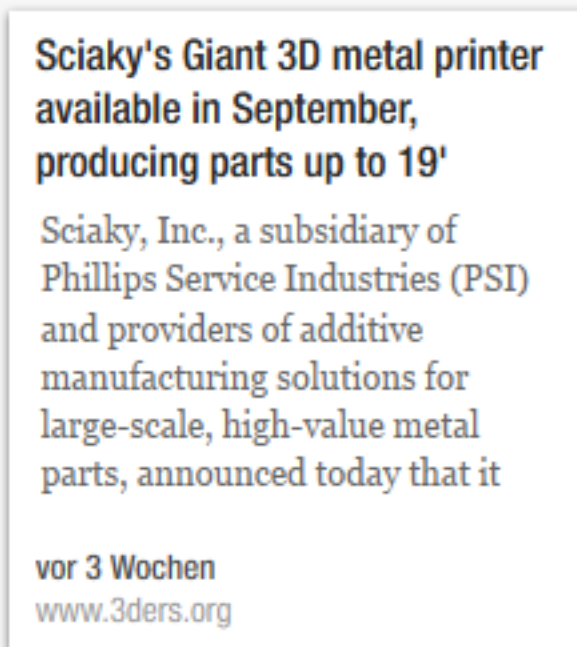 Sciaky's Giant 3D metal printer
available in September,
producing parts up to 19'
Sciaky, Inc., a subsidiary of
Phillips Service Industries (PSI)
and providers of additive
manufacturing solutions for
large-scale, high-value metal
parts, announced today that it
vor 3 Wochen
www.3ders.org